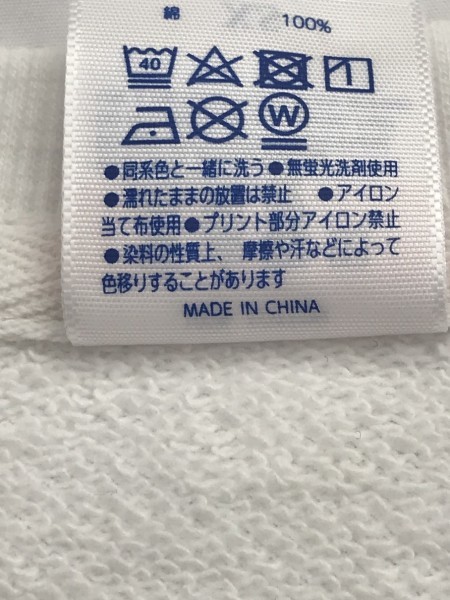 綿 100%
40
W
●同系色と一緒に洗う●無蛍光洗剤使用
●濡れたままの放置は禁止 ●アイロン
当て布使用●プリント部分アイロン禁止
●染料の性質上、摩擦や汗などによって
色移りすることがあります
MADE IN CHINA